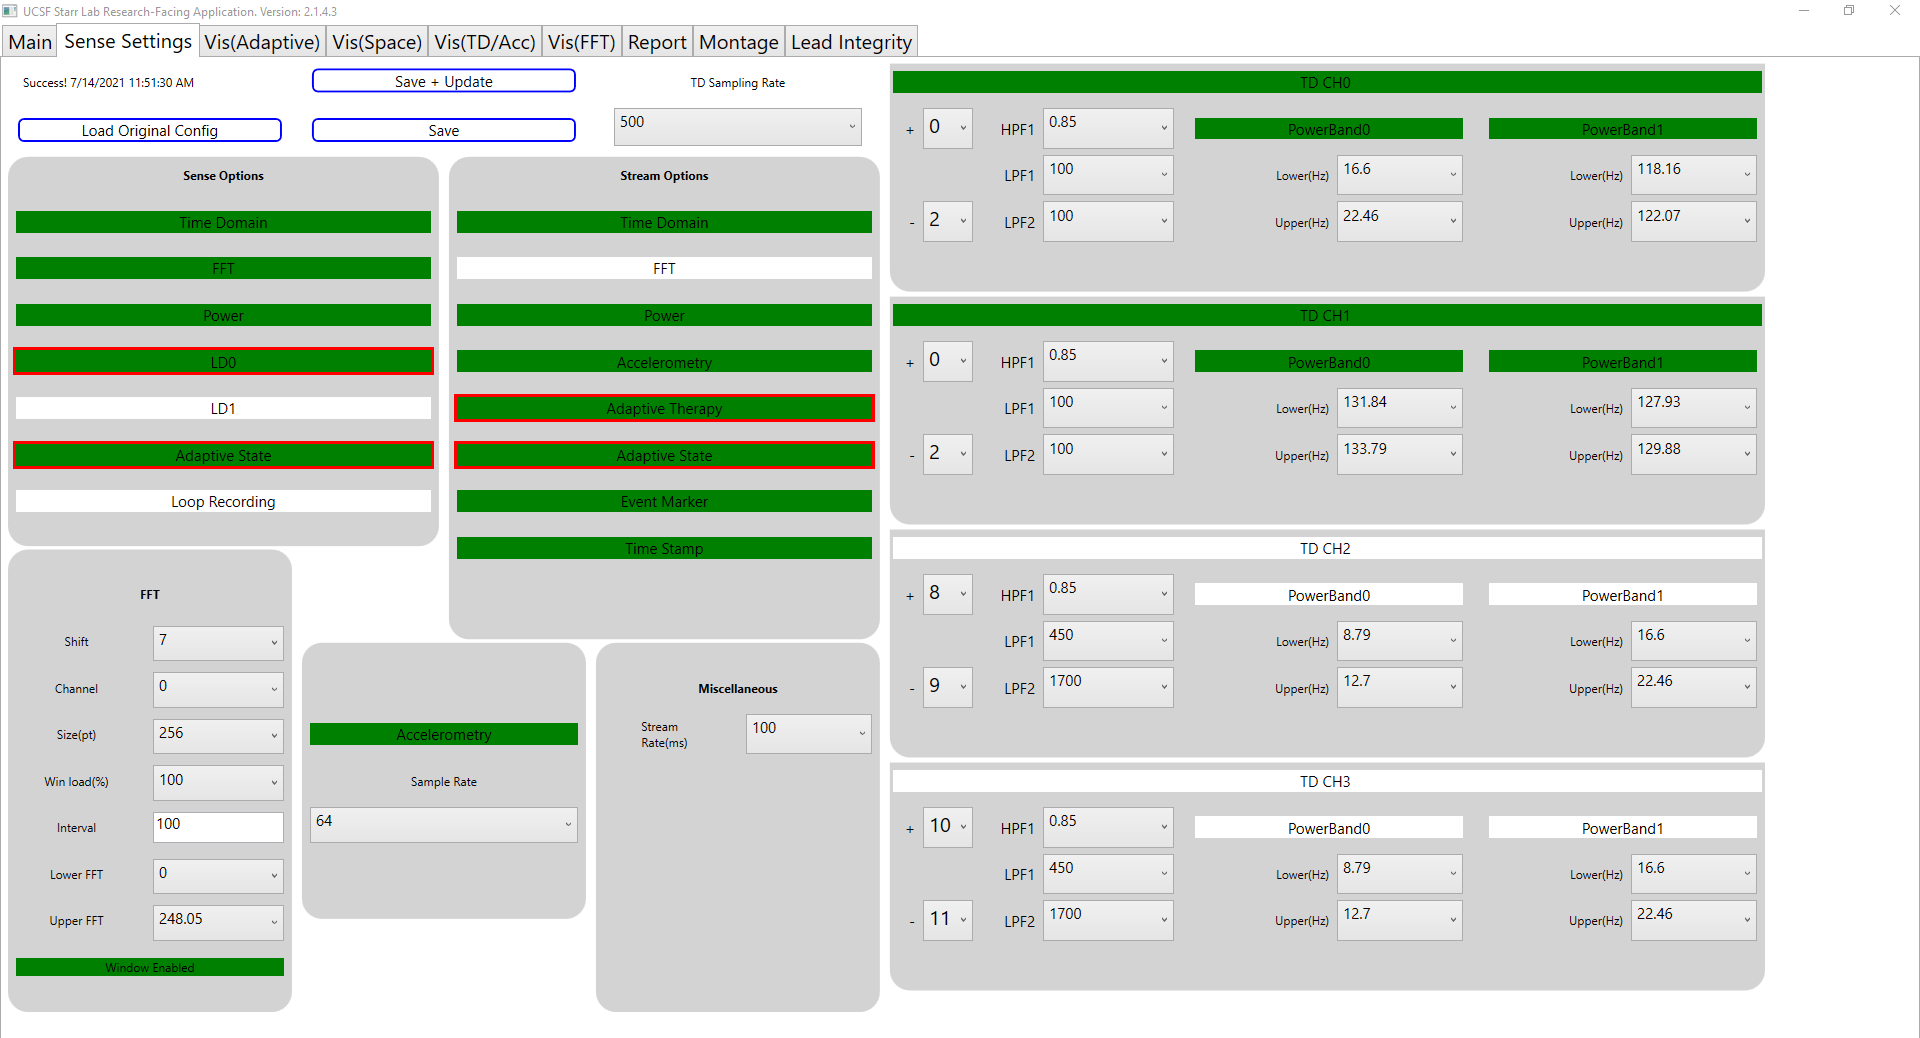 UCSF Starr Lab Research-Facing Application. Version: 2.1.4.3
Main Sense Settings Vis(Adaptive) Vis(Space) Vis(TD/Acc) Vis(FFT) Report Montage Lead Integrity
Success! 7/14/2021 11:51:30 AM
Save + Update
TD Sampling Rate
Load Original Config
Save
500
Sense Options
Time Domain
FFT
Power
LD0
LD1
Adaptive State
Loop Recording
Stream Options
Time Domain
FFT
Power
Accelerometry
Adaptive Therapy
Adaptive State
Event Marker
Time Stamp
FFT
Shift 7
Channel 0
Size(pt) 256
Win load(%) 100
Interval 100
Lower FFT 0
Upper FFT 248.05
Window Enabled
Accelerometry
Sample Rate
64
Miscellaneous
Stream
Rate(ms)
100
TD CH0
+ 0 HPF1 0.85 PowerBand0 PowerBand1
LPF1 100 Lower(Hz) 16.6 Lower(Hz) 118.16
- 2 LPF2 100 Upper(Hz) 22.46 Upper(Hz) 122.07
TD CH1
+ 0 HPF1 0.85 PowerBand0 PowerBand1
LPF1 100 Lower(Hz) 131.84 Lower(Hz) 127.93
- 2 LPF2 100 Upper(Hz) 133.79 Upper(Hz) 129.88
TD CH2
+ 8 HPF1 0.85 PowerBand0 PowerBand1
LPF1 450 Lower(Hz) 8.79 Lower(Hz) 16.6
- 9 LPF2 1700 Upper(Hz) 12.7 Upper(Hz) 22.46
TD CH3
+ 10 HPF1 0.85 PowerBand0 PowerBand1
LPF1 450 Lower(Hz) 8.79 Lower(Hz) 16.6
- 11 LPF2 1700 Upper(Hz) 12.7 Upper(Hz) 22.46